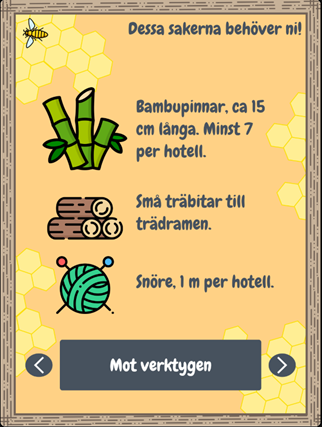 Dessa sakerna behöver ni!
Bambupinnar, ca 15
cm långa. Minst 7
per hotell.
Små träbitar till
trädramen.
Snöre, 1 m per hotell.
Mot verktygen